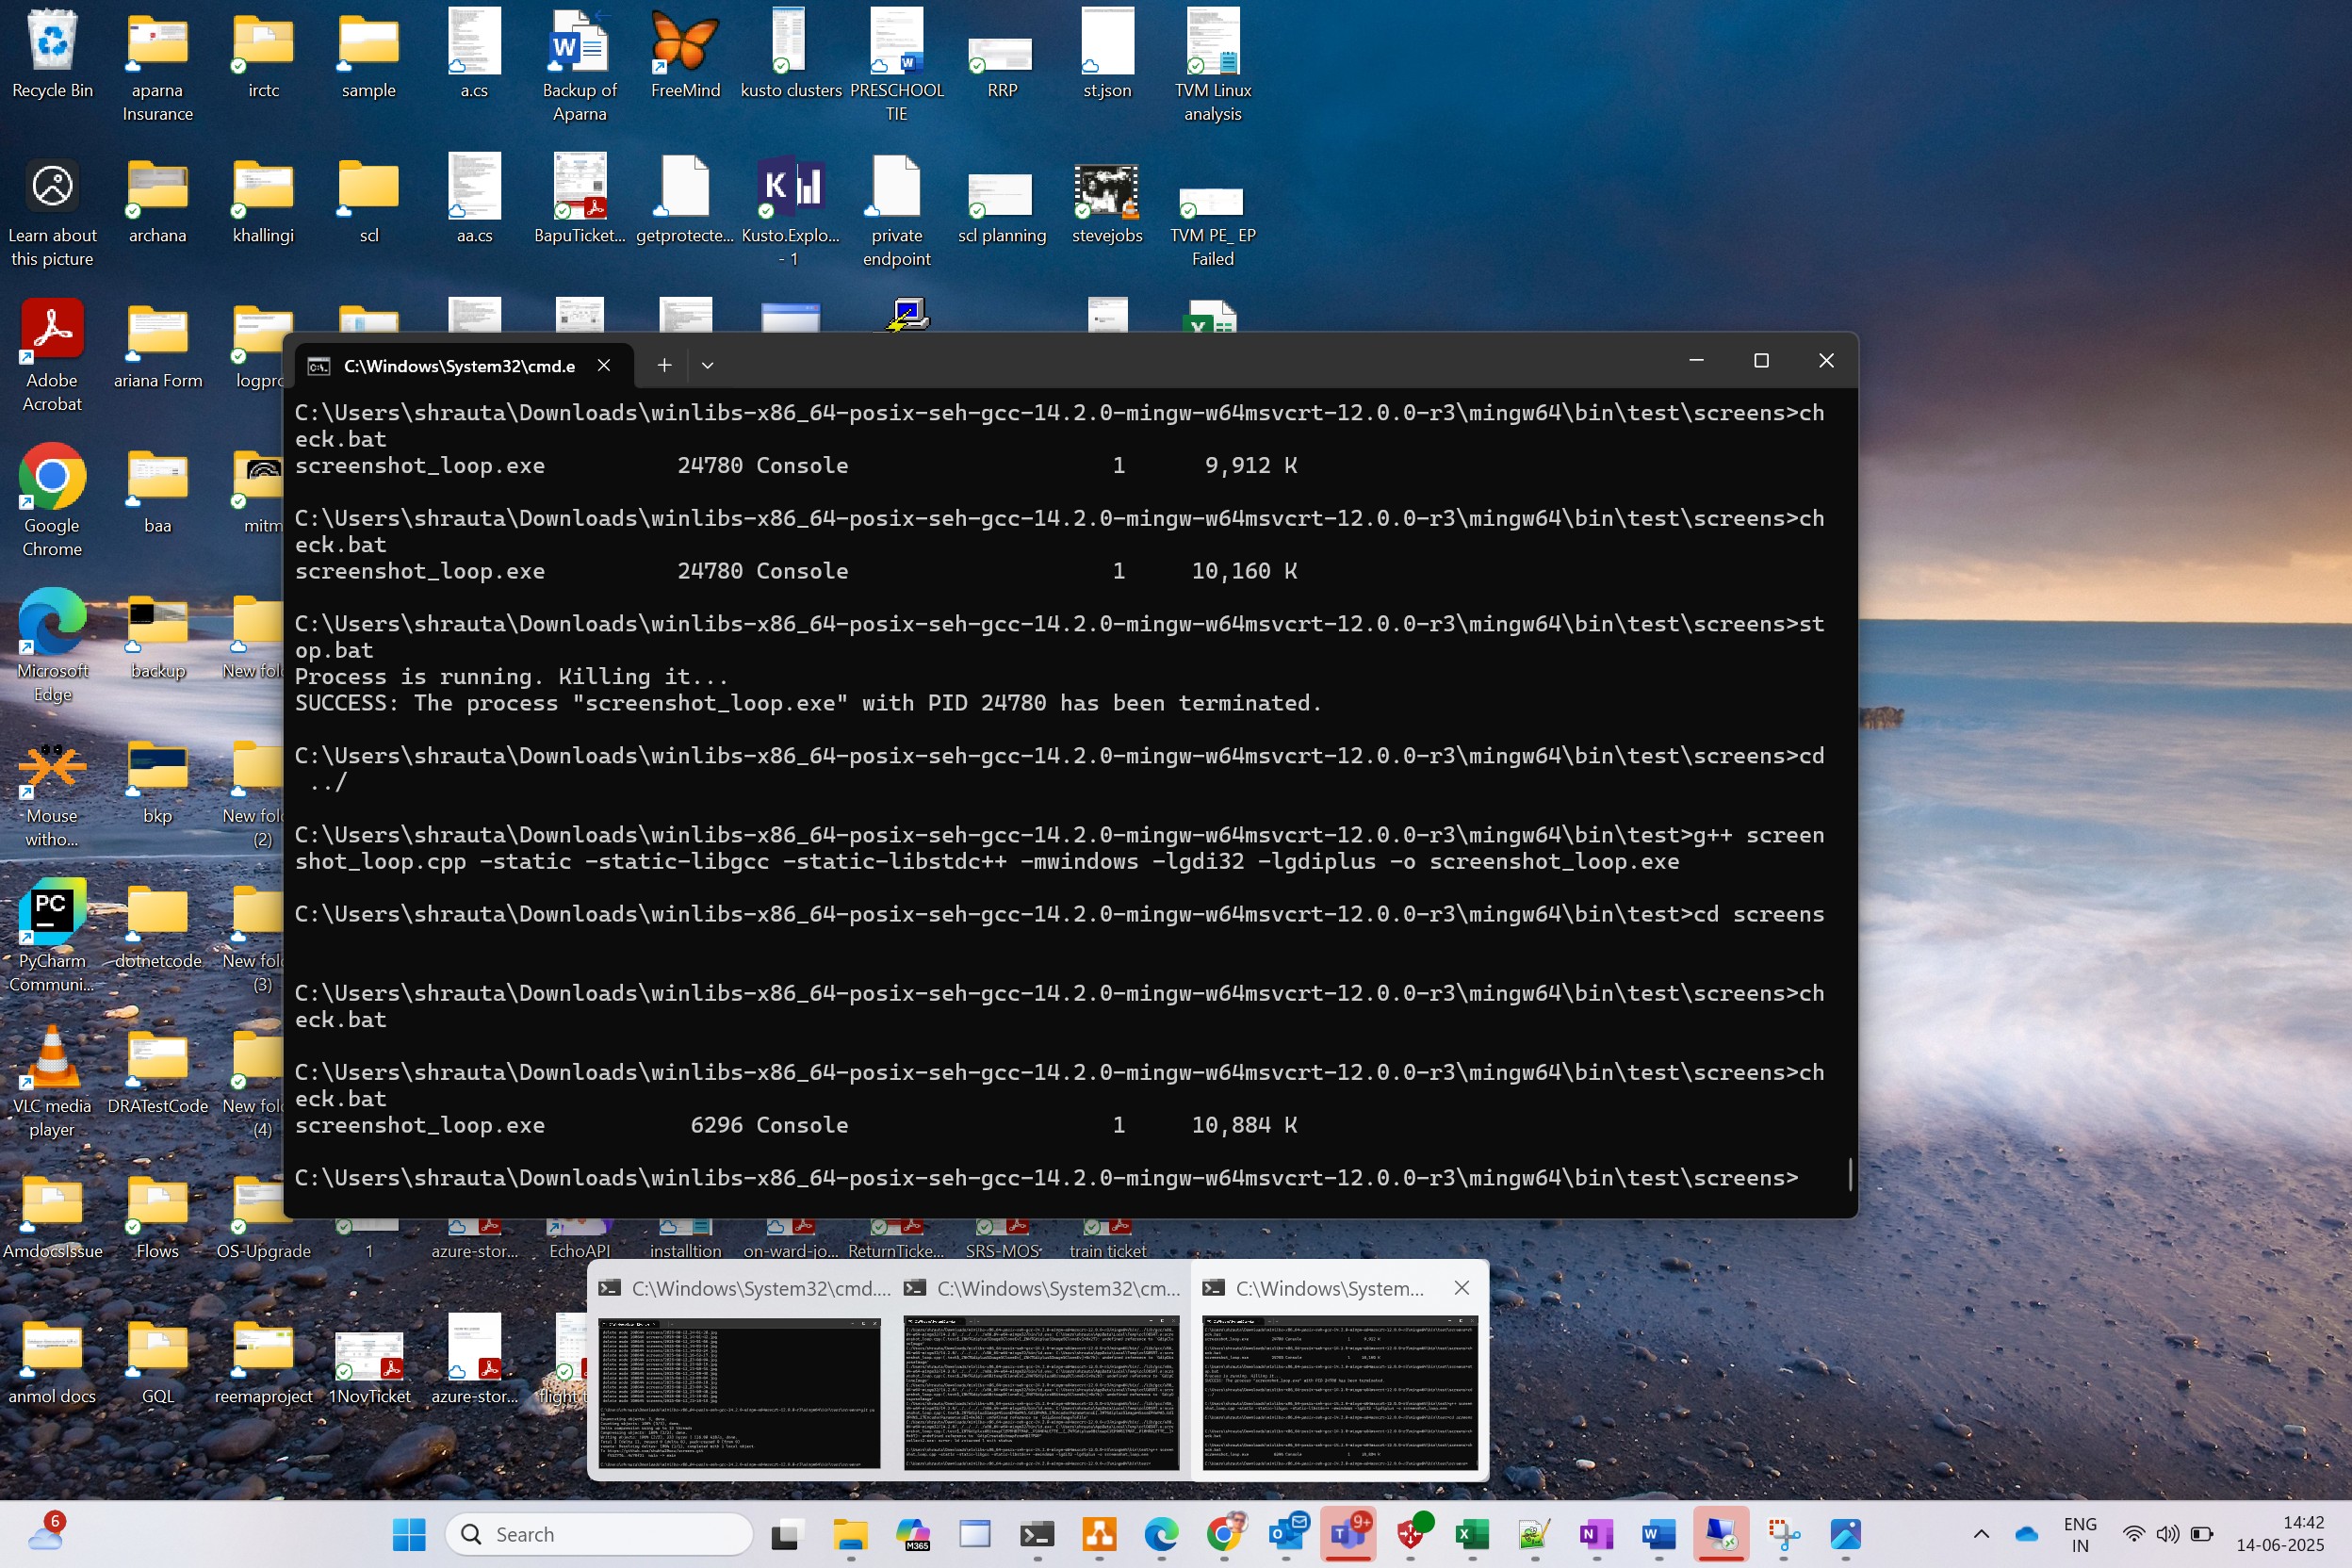 Recycle Bin
aparna Insurance
irctc
sample
a.cs
Backup of Aparna
FreeMind
kusto clusters
PRESCHOOL TIE
RRP
st.json
TVM Linux analysis
Learn about this picture
archana
khallingi
scl
aa.cs
BapuTicket...
getprotecte...
Kusto.Explo... - 1
private endpoint
scl planning
stevejobs
TVM PE_ EP Failed
Adobe Acrobat
ariana Form
logpro
Google Chrome
baa
mitm
Microsoft Edge
backup
New fol
Mouse witho...
bkp
New fol (2)
PyCharm Communi...
dotnetcode
New fol (3)
VLC media player
DRATestCode
New fol (4)
AmdocsIssue
Flows
OS-Upgrade
1
azure-stor...
EchoAPI
installtion
on-ward-jo...
ReturnTicke...
SRS-MOS
train ticket
anmol docs
GQL
reemaproject
1NovTicket
azure-stor...
flight t
C:\Windows\System32\cmd.e
C:\Users\shrauta\Downloads\winlibs-x86_64-posix-seh-gcc-14.2.0-mingw-w64msvcrt-12.0.0-r3\mingw64\bin\test\screens>ch
eck.bat
screenshot_loop.exe 24780 Console 1 9,912 K
C:\Users\shrauta\Downloads\winlibs-x86_64-posix-seh-gcc-14.2.0-mingw-w64msvcrt-12.0.0-r3\mingw64\bin\test\screens>ch
eck.bat
screenshot_loop.exe 24780 Console 1 10,160 K
C:\Users\shrauta\Downloads\winlibs-x86_64-posix-seh-gcc-14.2.0-mingw-w64msvcrt-12.0.0-r3\mingw64\bin\test\screens>st
op.bat
Process is running. Killing it...
SUCCESS: The process "screenshot_loop.exe" with PID 24780 has been terminated.
C:\Users\shrauta\Downloads\winlibs-x86_64-posix-seh-gcc-14.2.0-mingw-w64msvcrt-12.0.0-r3\mingw64\bin\test\screens>cd
../
C:\Users\shrauta\Downloads\winlibs-x86_64-posix-seh-gcc-14.2.0-mingw-w64msvcrt-12.0.0-r3\mingw64\bin\test>g++ screen
shot_loop.cpp -static -static-libgcc -static-libstdc++ -mwindows -lgdi32 -lgdiplus -o screenshot_loop.exe
C:\Users\shrauta\Downloads\winlibs-x86_64-posix-seh-gcc-14.2.0-mingw-w64msvcrt-12.0.0-r3\mingw64\bin\test>cd screens
C:\Users\shrauta\Downloads\winlibs-x86_64-posix-seh-gcc-14.2.0-mingw-w64msvcrt-12.0.0-r3\mingw64\bin\test\screens>ch
eck.bat
C:\Users\shrauta\Downloads\winlibs-x86_64-posix-seh-gcc-14.2.0-mingw-w64msvcrt-12.0.0-r3\mingw64\bin\test\screens>ch
eck.bat
screenshot_loop.exe 6296 Console 1 10,884 K
C:\Users\shrauta\Downloads\winlibs-x86_64-posix-seh-gcc-14.2.0-mingw-w64msvcrt-12.0.0-r3\mingw64\bin\test\screens>
C:\Windows\System32\cmd....
C:\Windows\System32\cm...
C:\Windows\System...
6
Search
M365
9+
ENG
IN
14:42
14-06-2025